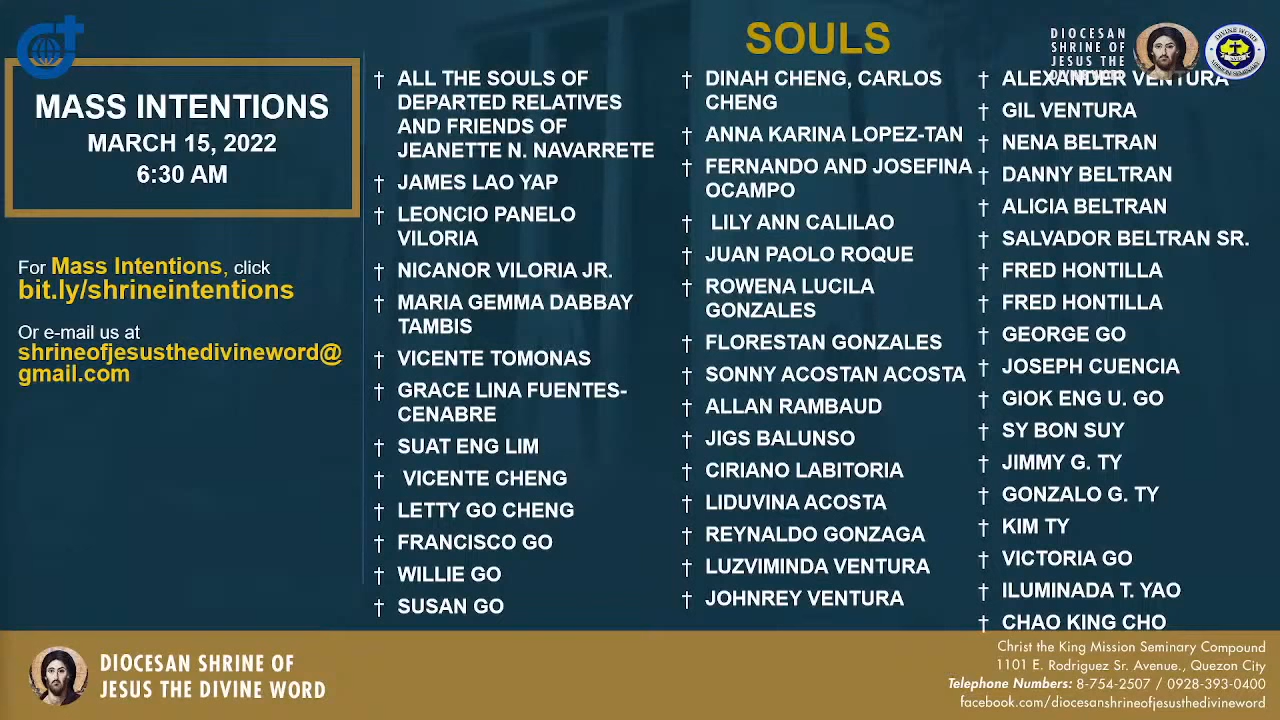 SOULS
MASS INTENTIONS
MARCH 15, 2022
6:30 AM
For Mass Intentions, click
bit.ly/shrineintentions
Or e-mail us at
shrineofjesusthedivineword@
gmail.com
† ALL THE SOULS OF
DEPARTED RELATIVES
AND FRIENDS OF
JEANETTE N. NAVARRETE
† JAMES LAO YAP
† LEONCIO PANELO
VILORIA
† NICANOR VILORIA JR.
† MARIA GEMMA DABBAY
TAMBIS
† VICENTE TOMONAS
† GRACE LINA FUENTES-
CENABRE
† SUAT ENG LIM
† VICENTE CHENG
† LETTY GO CHENG
† FRANCISCO GO
† WILLIE GO
† SUSAN GO
† DINAH CHENG, CARLOS
CHENG
† ANNA KARINA LOPEZ-TAN
† FERNANDO AND JOSEFINA
OCAMPO
† LILY ANN CALILAO
† JUAN PAOLO ROQUE
† ROWENA LUCILA
GONZALES
† FLORESTAN GONZALES
† SONNY ACOSTAN ACOSTA
† ALLAN RAMBAUD
† JIGS BALUNSO
† CIRIANO LABITORIA
† LIDUVINA ACOSTA
† REYNALDO GONZAGA
† LUZVIMINDA VENTURA
† JOHNREY VENTURA
DIOCESAN
SHRINE OF
JESUS THE
DIVINE WORD
† ALEXANDER VENTURA
† GIL VENTURA
† NENA BELTRAN
† DANNY BELTRAN
† ALICIA BELTRAN
† SALVADOR BELTRAN SR.
† FRED HONTILLA
† FRED HONTILLA
† GEORGE GO
† JOSEPH CUENCIA
† GIOK ENG U. GO
† SY BON SUY
† JIMMY G. TY
† GONZALO G. TY
† KIM TY
† VICTORIA GO
† ILUMINADA T. YAO
† CHAO KING CHO
DIOCESAN SHRINE OF
JESUS THE DIVINE WORD
Christ the King Mission Seminary Compound
1101 E. Rodriguez Sr. Avenue., Quezon City
Telephone Numbers: 8-754-2507 / 0928-393-0400
facebook.com/diocesanshrineofjesusthedivineword